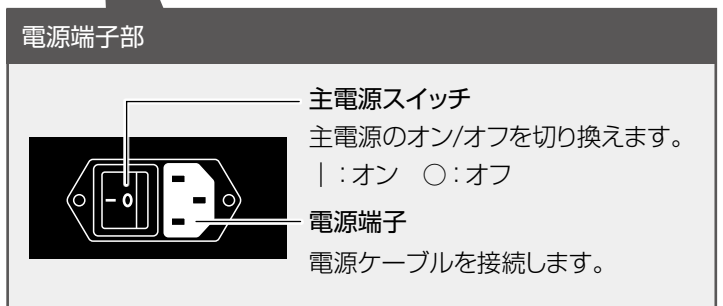 電源端子部
主電源スイッチ
主電源のオン/オフを切り換えます。
｜：オン　○：オフ
電源端子
電源ケーブルを接続します。